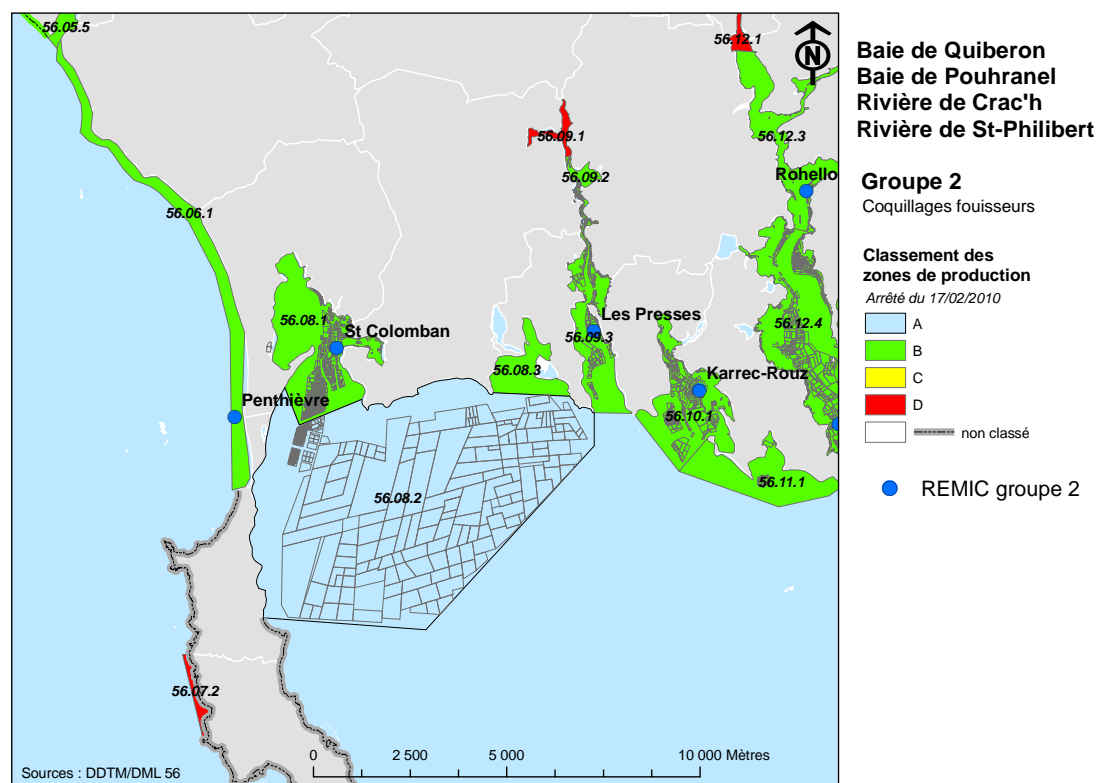 56.05.5
56.12.1
N
56.09.1
56.12.3
56.09.2
Rohello
56.06.1
56.08.1
St Colomban
Les Presses
56.09.3
56.12.4
56.08.3
Karrec-Rouz
Penthièvre
56.10.1
56.08.2
56.11.1
56.07.2
0 2 500 5 000 10 000 Mètres
Sources : DDTM/DML 56
Baie de Quiberon
Baie de Pouhranel
Rivière de Crac'h
Rivière de St-Philibert
Groupe 2
Coquillages fouisseurs
Classement des
zones de production
Arrêté du 17/02/2010
A
B
C
D
non classé
REMIC groupe 2